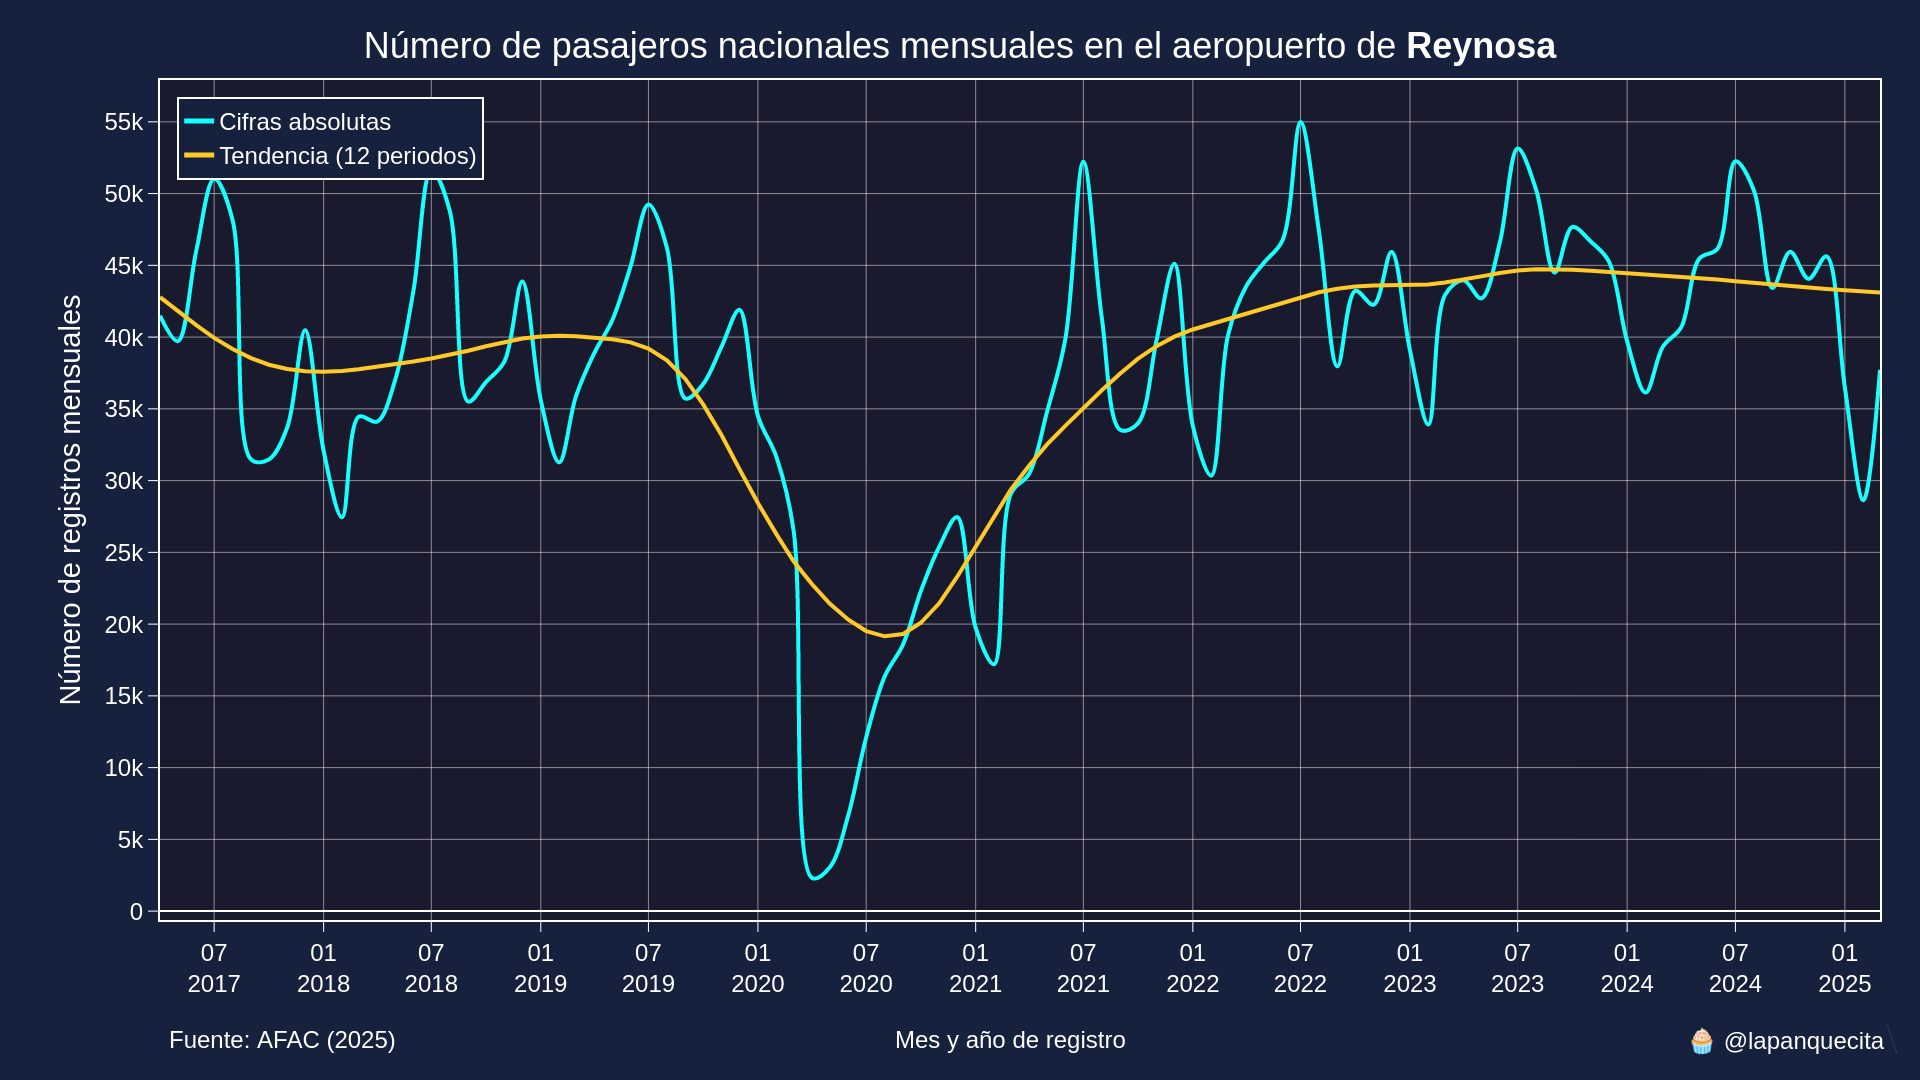 Número de pasajeros nacionales mensuales en el aeropuerto de Reynosa
Cifras absolutas
Tendencia (12 periodos)
Número de registros mensuales
55k
50k
45k
40k
35k
30k
25k
20k
15k
10k
5k
0
07 01 07 01 07 01 07 01 07 01 07 01 07 01 07 01
2017 2018 2018 2019 2019 2020 2020 2021 2021 2022 2022 2023 2023 2024 2024 2025
Fuente: AFAC (2025)
Mes y año de registro
🧁 @lapanquecita